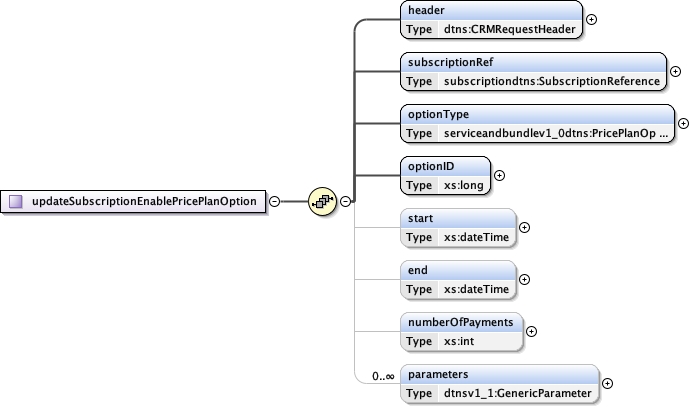 header
Type dtns:CRMRequestHeader
subscriptionRef
Type subscriptiondtns:SubscriptionReference
optionType
Type serviceandbundlev1_0dtns:PricePlanOp ...
optionID
Type xs:long
updateSubscriptionEnablePricePlanOption
start
Type xs:dateTime
end
Type xs:dateTime
numberOfPayments
Type xs:int
0..∞
parameters
Type dtnsv1_1:GenericParameter